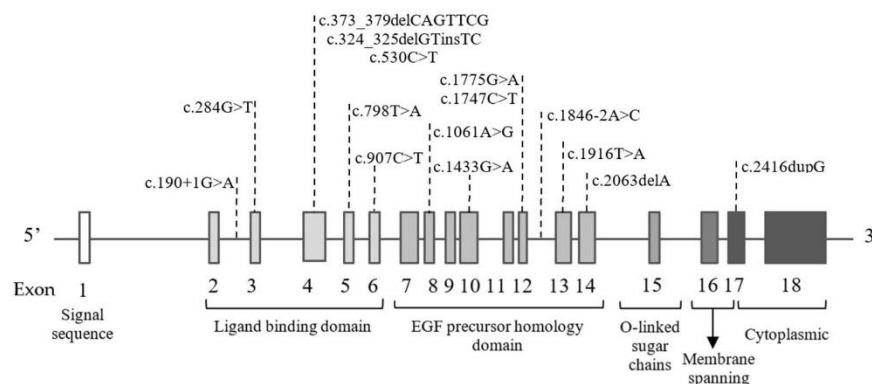 c.373_379delCAGTTCG
c.324_325delGTinsTC
c.530C>T
c.1775G>A
c.1747C>T
c.284G>T
c.798T>A
c.1846-2A>C
c.1061A>G
c.907C>T
c.1916T>A
c.1433G>A
c.2416dupG
c.190+1G>A
c.2063delA
5’
3
Exon 1 2 3 4 5 6 7 8 9 10 11 12 13 14 15 16 17 18
Signal
sequence
Ligand binding domain
EGF precursor homology
domain
O-linked
sugar
chains
Membrane
spanning
Cytoplasmic